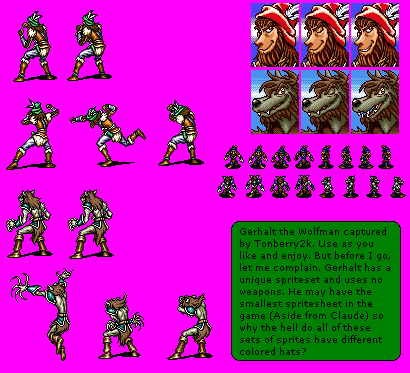 Gerhalt the Wolfman captured
by Tonberry2k. Use as you
like and enjoy. But before I go,
let me complain. Gerhalt has a
unique spriteset and uses no
weapons. He may have the
smallest spritesheet in the
game (Aside from Claude) so
why the hell do all of these
sets of sprites have different
colored hats?